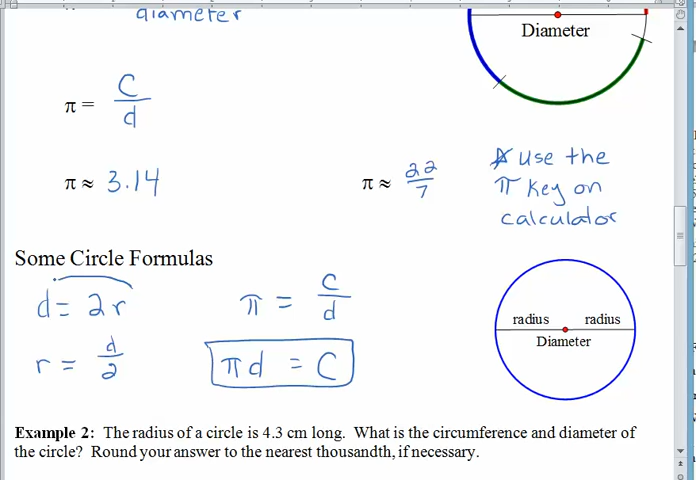 diameter
Diameter
π = C/d
π ≈ 3.14
π ≈ 22/7
use the
π key on
calculator
Some Circle Formulas
d = 2r
π = C/d
r = d/2
πd = C
radius radius
Diameter
Example 2: The radius of a circle is 4.3 cm long. What is the circumference and diameter of
the circle? Round your answer to the nearest thousandth, if necessary.